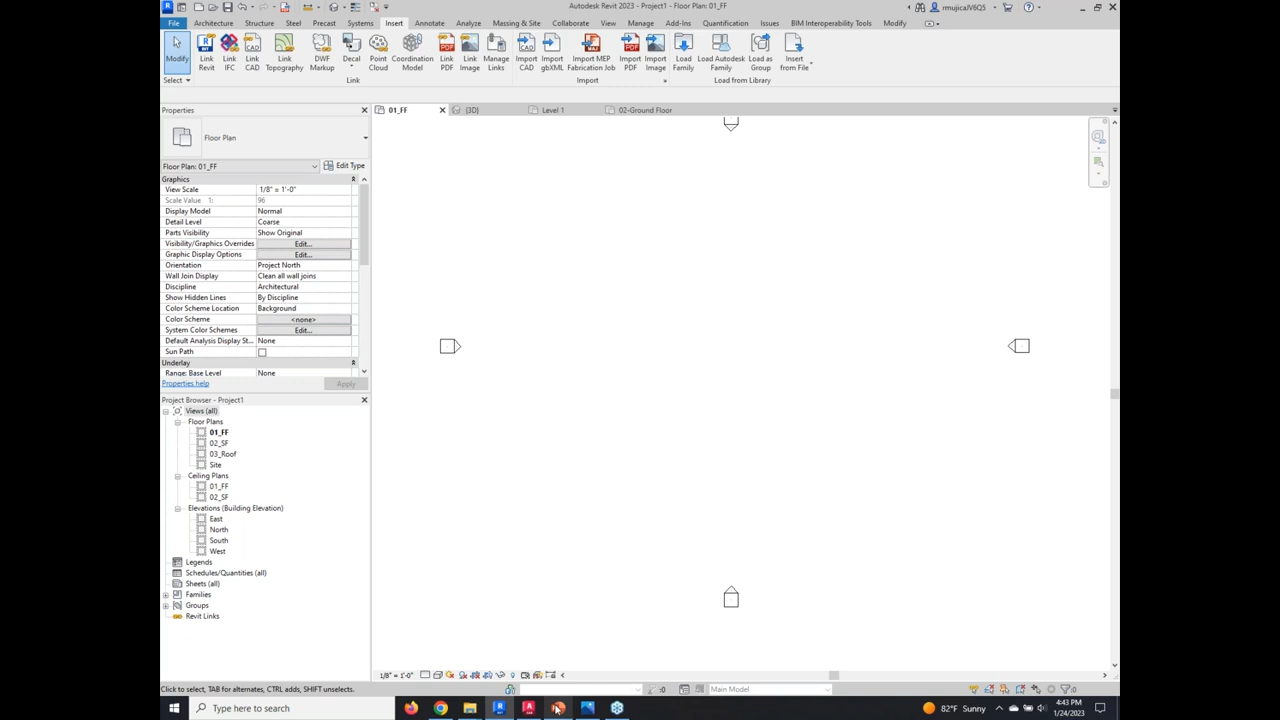 Autodesk Revit 2023 - Project1 - Floor Plan: 01_FF
rmujicaJV6Q5
File Architecture Structure Steel Precast Systems Insert Annotate Analyze Massing & Site Collaborate View Manage Add-Ins Quantification Issues BIM Interoperability Tools Modify
Modify
Link Revit
Link IFC
Link CAD
Link Topography
DWF Markup
Decal
Point Cloud
Coordination Model
Link PDF
Link Image
Manage Links
Import CAD
Import gbXML
Import MEP Fabrication Job
Import PDF
Import Image
Load Family
Load Autodesk Family
Load as Group
Insert from File
Select
Link
Import
Load from Library
Properties
01_FF
{3D}
Level 1
02-Ground Floor
Floor Plan
Floor Plan: 01_FF
Edit Type
Graphics
View Scale 1/8" = 1'-0"
Scale Value 1: 96
Display Model Normal
Detail Level Coarse
Parts Visibility Show Original
Visibility/Graphics Overrides Edit...
Graphic Display Options Edit...
Orientation Project North
Wall Join Display Clean all wall joins
Discipline Architectural
Show Hidden Lines By Discipline
Color Scheme Location Background
Color Scheme <none>
System Color Schemes Edit...
Default Analysis Display St... None
Sun Path
Underlay
Range: Base Level None
Properties help
Apply
Project Browser - Project1
Views (all)
Floor Plans
01_FF
02_SF
03_Roof
Site
Ceiling Plans
01_FF
02_SF
Elevations (Building Elevation)
East
North
South
West
Legends
Schedules/Quantities (all)
Sheets (all)
Families
Groups
Revit Links
1/8" = 1'-0"
Click to select, TAB for alternates, CTRL adds, SHIFT unselects.
:0
Main Model
:0
Type here to search
82°F Sunny
4:43 PM
1/24/2023